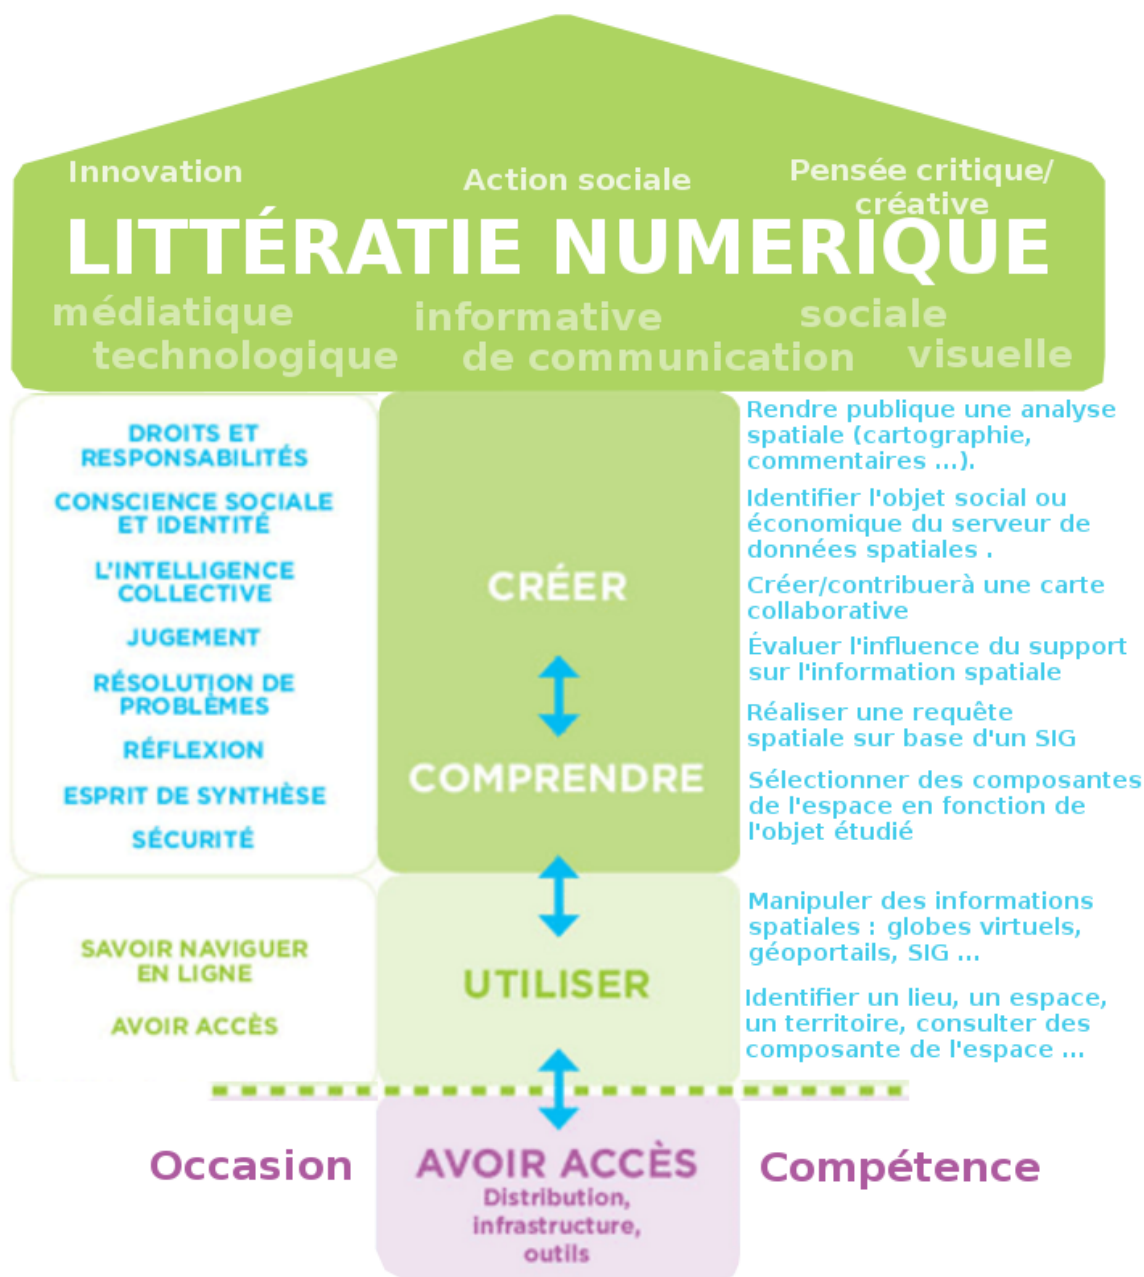 Innovation
Action sociale
Pensée critique/
créative
LITTÉRATIE NUMERIQUE
médiatique
informative
sociale
technologique
de communication
visuelle
DROITS ET
RESPONSABILITÉS
CONSCIENCE SOCIALE
ET IDENTITÉ
L'INTELLIGENCE
COLLECTIVE
JUGEMENT
RÉSOLUTION DE
PROBLÈMES
RÉFLEXION
ESPRIT DE SYNTHÈSE
SÉCURITÉ
CRÉER
COMPRENDRE
Rendre publique une analyse
spatiale (cartographie,
commentaires ...).
Identifier l'objet social ou
économique du serveur de
données spatiales .
Créer/contribuerà une carte
collaborative
Évaluer l'influence du support
sur l'information spatiale
Réaliser une requête
spatiale sur base d'un SIG
Sélectionner des composantes
de l'espace en fonction de
l'objet étudié
SAVOIR NAVIGUER
EN LIGNE
AVOIR ACCÈS
UTILISER
Manipuler des informations
spatiales : globes virtuels,
géoportails, SIG ...
Identifier un lieu, un espace,
un territoire, consulter des
composante de l'espace ...
Occasion
AVOIR ACCÈS
Distribution,
infrastructure,
outils
Compétence